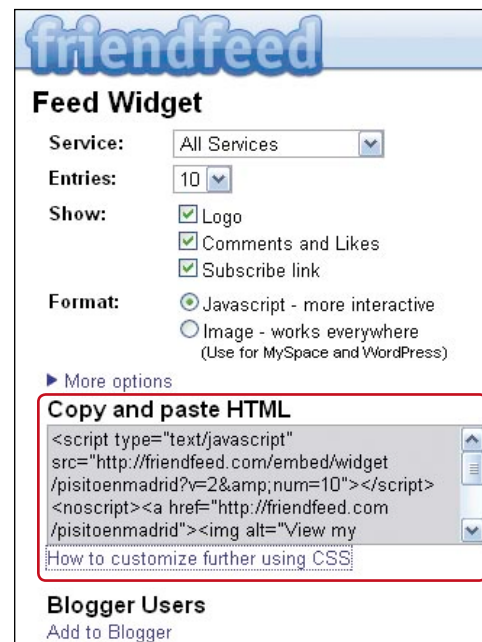 friendfeed
Feed Widget
Service: All Services
Entries: 10
Show: Logo
Comments and Likes
Subscribe link
Format: Javascript - more interactive
Image - works everywhere
(Use for MySpace and WordPress)
More options
Copy and paste HTML
<script type="text/javascript"
src="http://friendfeed.com/embed/widget
/pisitoenmadrid?v=2&amp;num=10"></script>
<noscript><a href="http://friendfeed.com
/pisitoenmadrid"><img alt="View my
How to customize further using CSS
Blogger Users
Add to Blogger